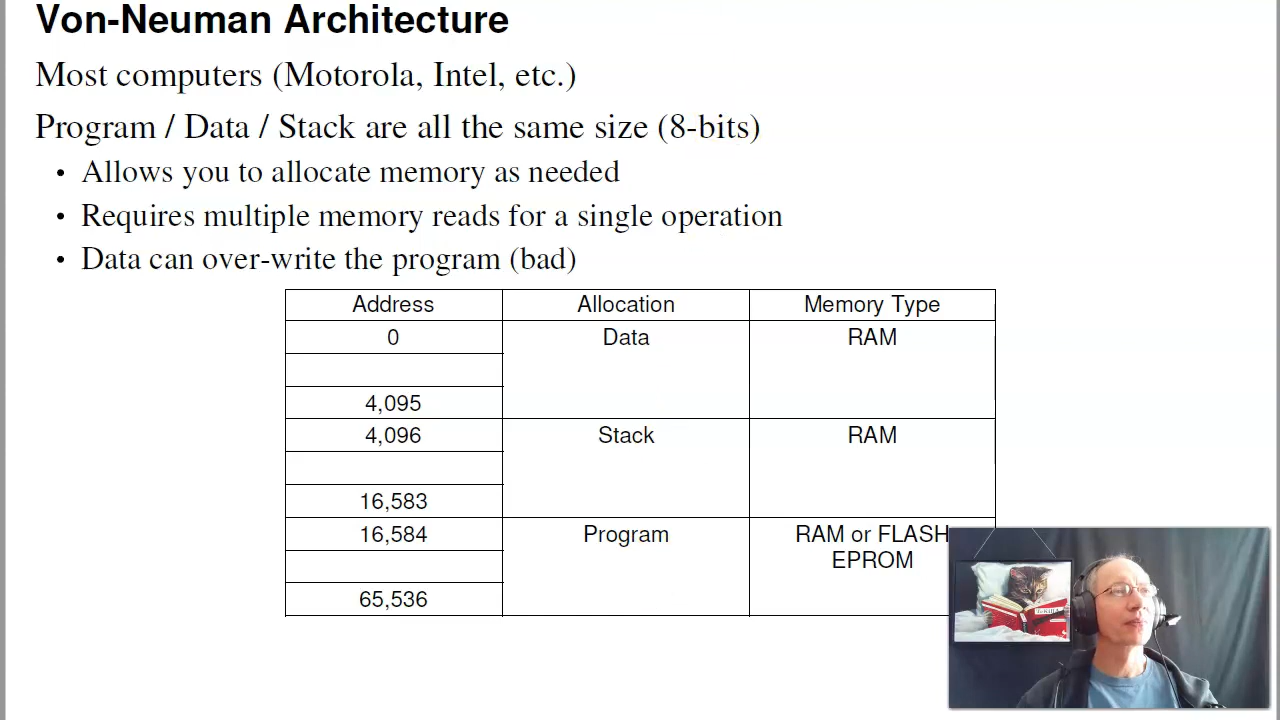 Von-Neuman Architecture
Most computers (Motorola, Intel, etc.)
Program / Data / Stack are all the same size (8-bits)
• Allows you to allocate memory as needed
• Requires multiple memory reads for a single operation
• Data can over-write the program (bad)
Address Allocation Memory Type
0 Data RAM
4,095
4,096 Stack RAM
16,583
16,584 Program RAM or FLASH
EPROM
65,536